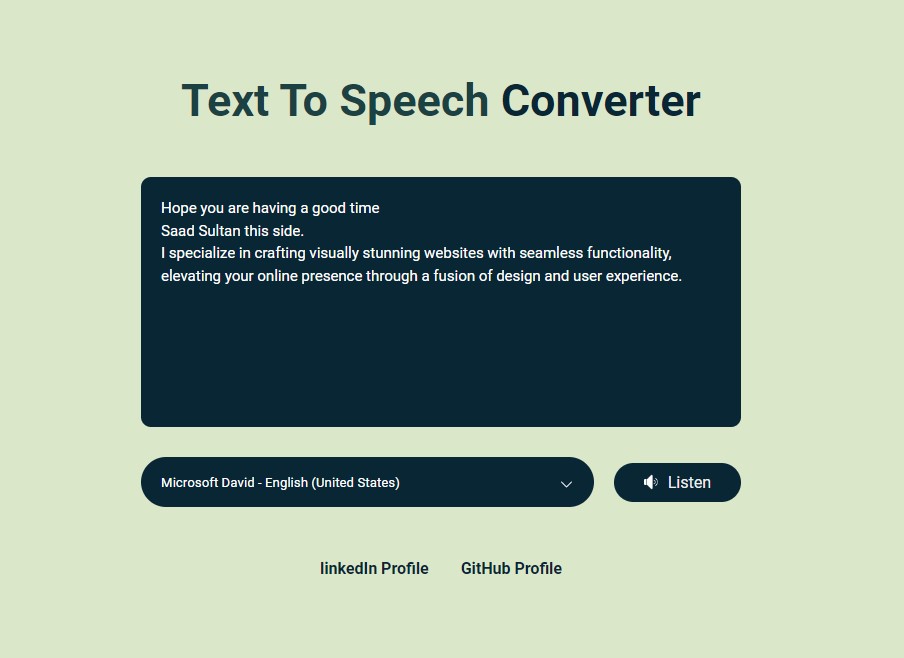 Text To Speech Converter
Hope you are having a good time
Saad Sultan this side.
I specialize in crafting visually stunning websites with seamless functionality,
elevating your online presence through a fusion of design and user experience.
Microsoft David - English (United States)
Listen
linkedIn Profile
GitHub Profile